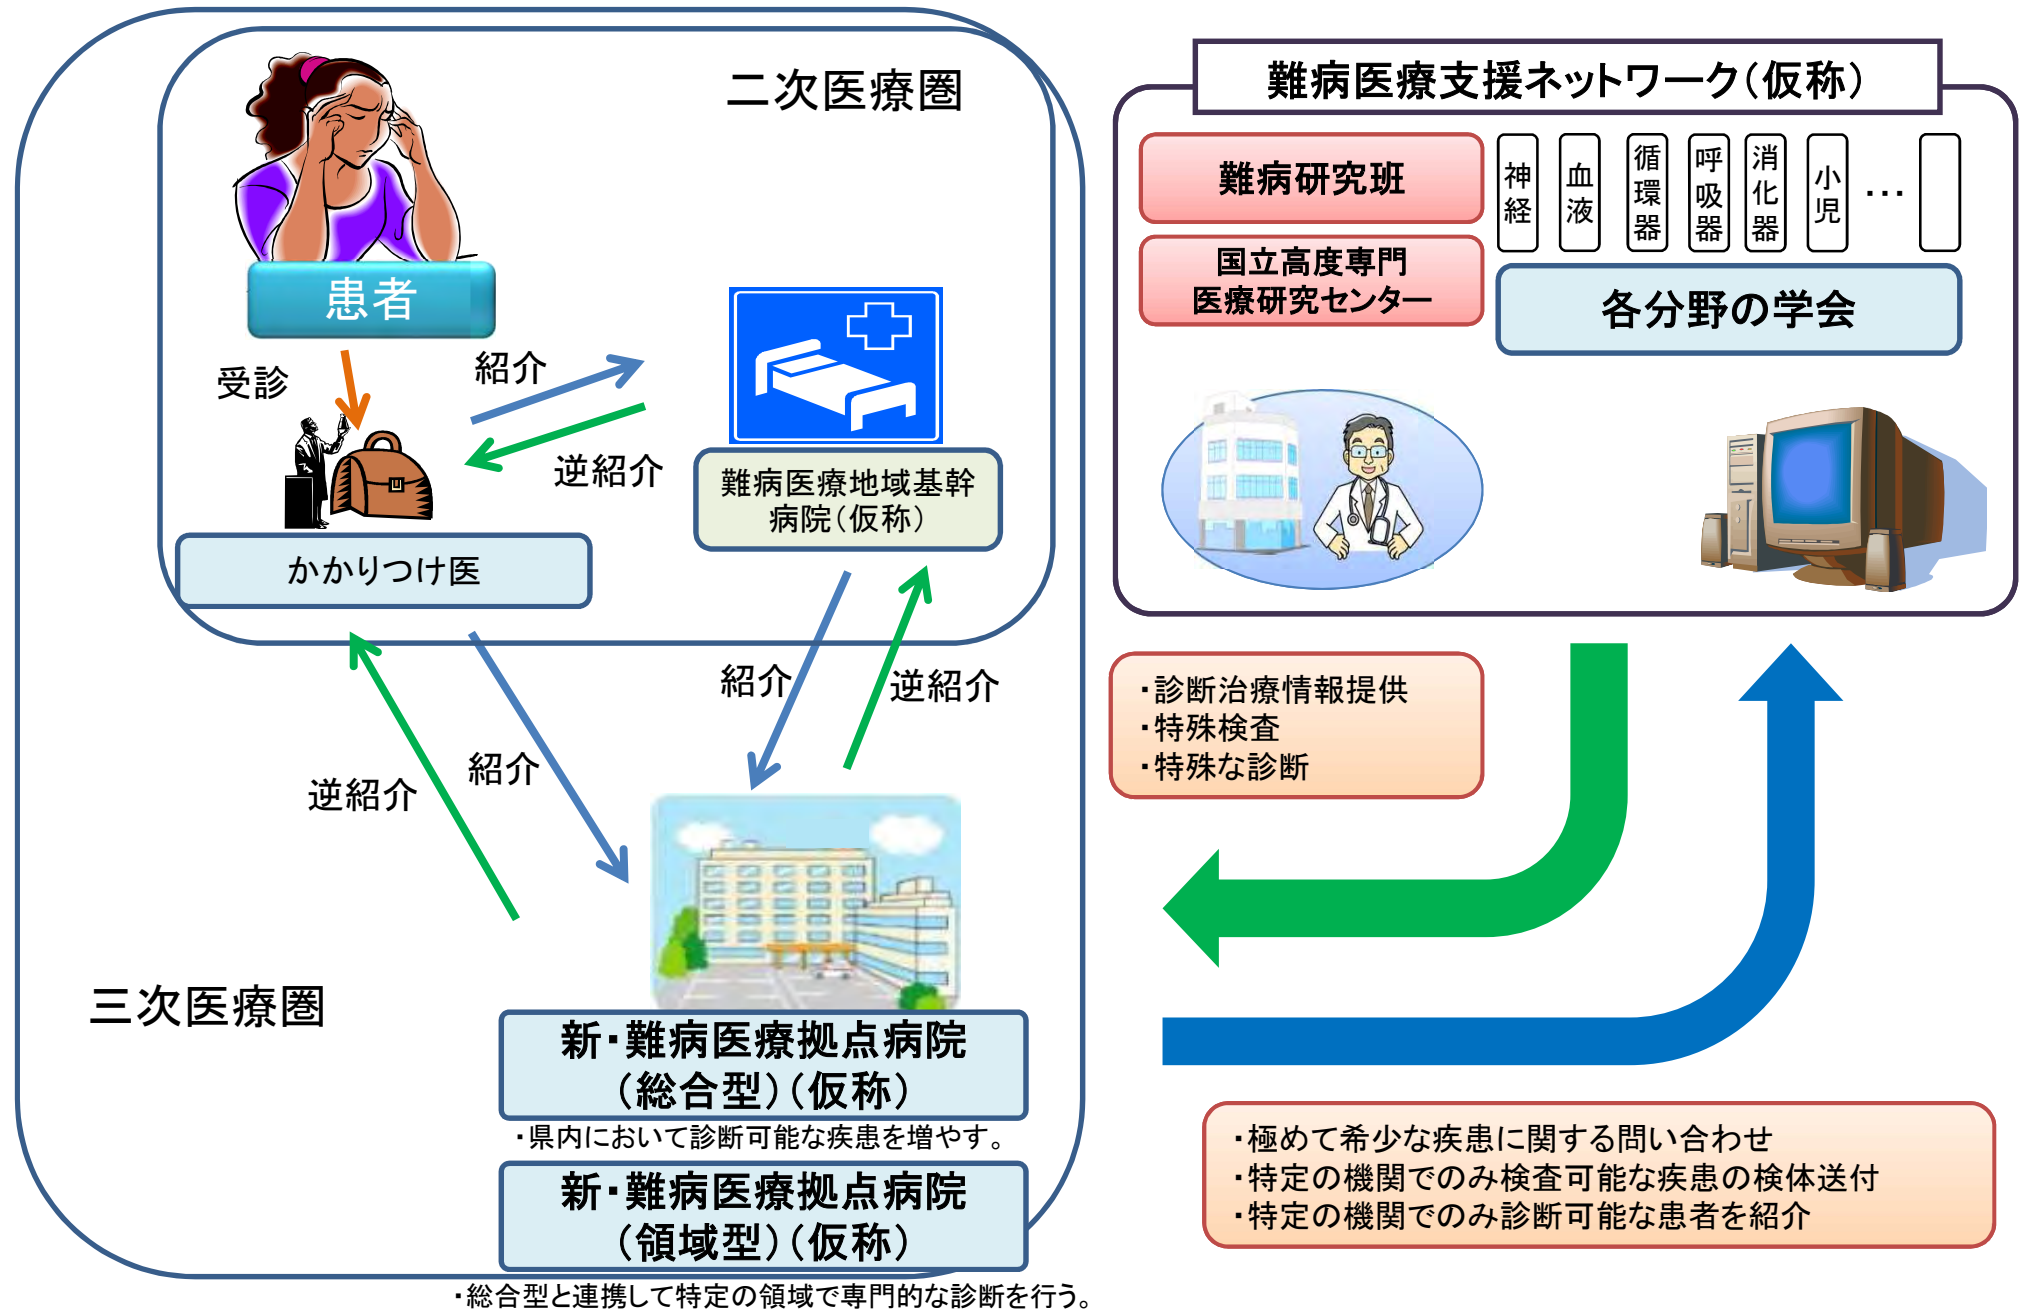 二次医療圏
患者
受診
紹介
逆紹介
難病医療地域基幹
病院(仮称)
かかりつけ医
紹介
逆紹介
紹介
逆紹介
三次医療圏
新・難病医療拠点病院
(総合型)(仮称)
・県内において診断可能な疾患を増やす。
新・難病医療拠点病院
(領域型)(仮称)
・総合型と連携して特定の領域で専門的な診断を行う。
難病医療支援ネットワーク(仮称)
難病研究班
国立高度専門
医療研究センター
神経
血液
循環器
呼吸器
消化器
小児
…
各分野の学会
・診断治療情報提供
・特殊検査
・特殊な診断
・極めて希少な疾患に関する問い合わせ
・特定の機関でのみ検査可能な疾患の検体送付
・特定の機関でのみ診断可能な患者を紹介